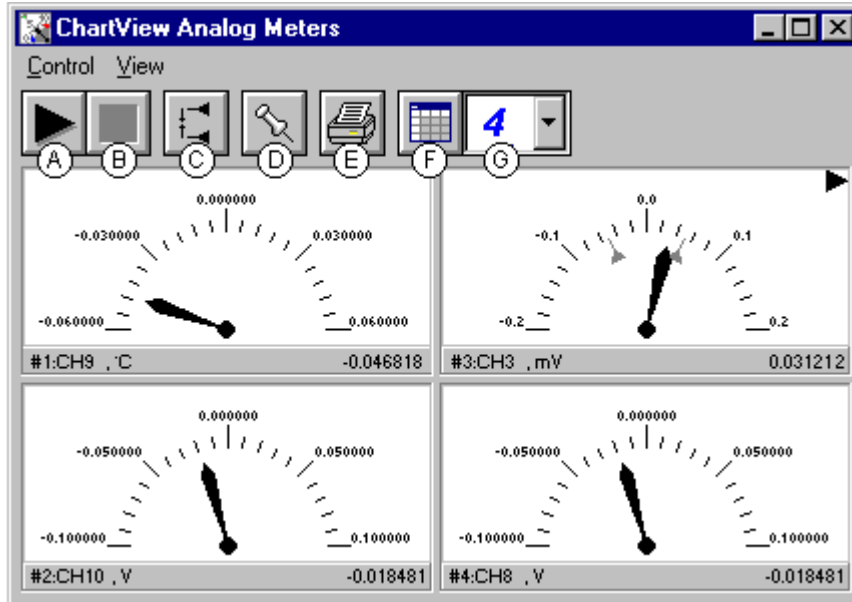 ChartView Analog Meters
Control View
4
A B C D E F G
0.000000
-0.030000 0.030000
-0.060000 0.060000
#1:CH9 , °C -0.046818
0.0
-0.1 0.1
-0.2 0.2
#3:CH3 , mV 0.031212
0.000000
-0.050000 0.050000
-0.100000 0.100000
#2:CH10 , V -0.018481
0.000000
-0.050000 0.050000
-0.100000 0.100000
#4:CH8 , V -0.018481